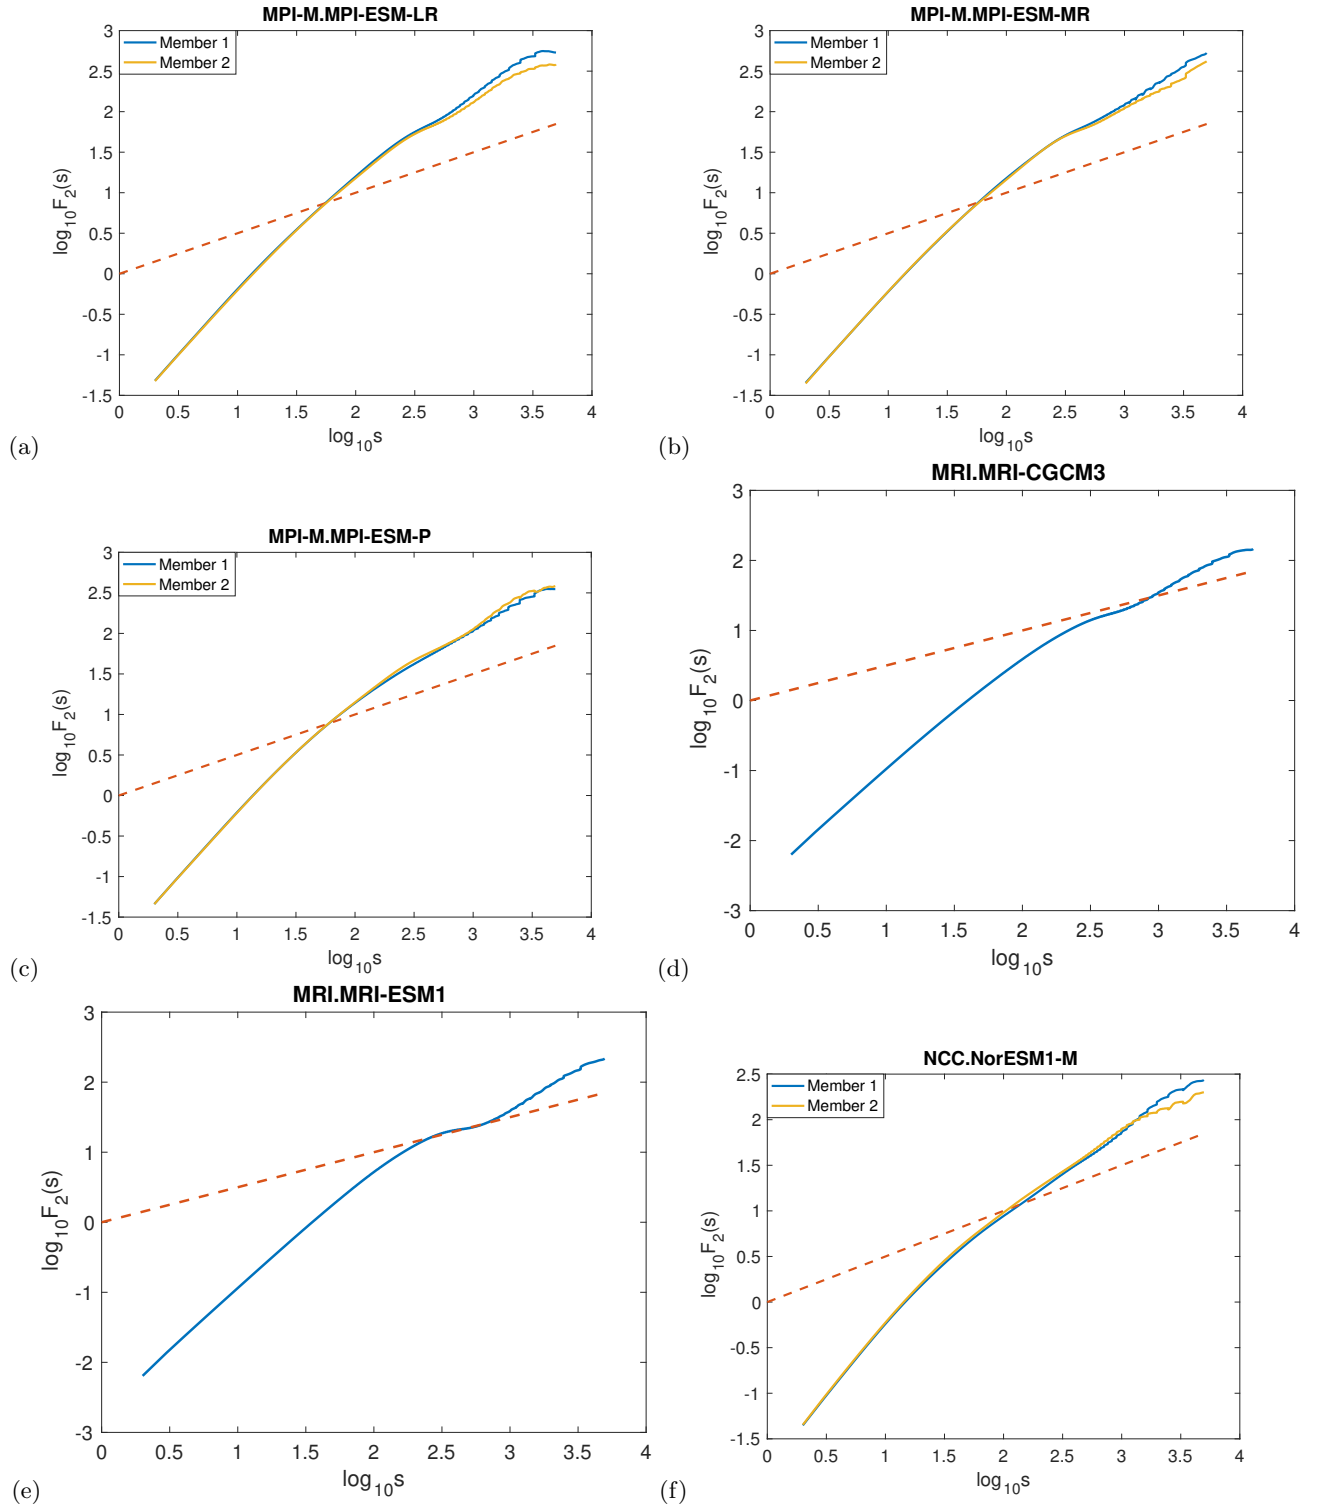 MPI-M.MPI-ESM-LR
Member 1
Member 2
3
2.5
2
1.5
1
0.5
0
-0.5
-1
-1.5
log10F2(s)
0 0.5 1 1.5 2 2.5 3 3.5 4
log10s
(a)
MPI-M.MPI-ESM-MR
Member 1
Member 2
3
2.5
2
1.5
1
0.5
0
-0.5
-1
-1.5
log10F2(s)
0 0.5 1 1.5 2 2.5 3 3.5 4
log10s
(b)
MPI-M.MPI-ESM-P
Member 1
Member 2
3
2.5
2
1.5
1
0.5
0
-0.5
-1
-1.5
log10F2(s)
0 0.5 1 1.5 2 2.5 3 3.5 4
log10s
(c)
MRI.MRI-CGCM3
3
2
1
0
-1
-2
-3
log10F2(s)
0 0.5 1 1.5 2 2.5 3 3.5 4
log10s
(d)
MRI.MRI-ESM1
3
2
1
0
-1
-2
-3
log10F2(s)
0 0.5 1 1.5 2 2.5 3 3.5 4
log10s
(e)
NCC.NorESM1-M
Member 1
Member 2
2.5
2
1.5
1
0.5
0
-0.5
-1
-1.5
log10F2(s)
0 0.5 1 1.5 2 2.5 3 3.5 4
log10s
(f)